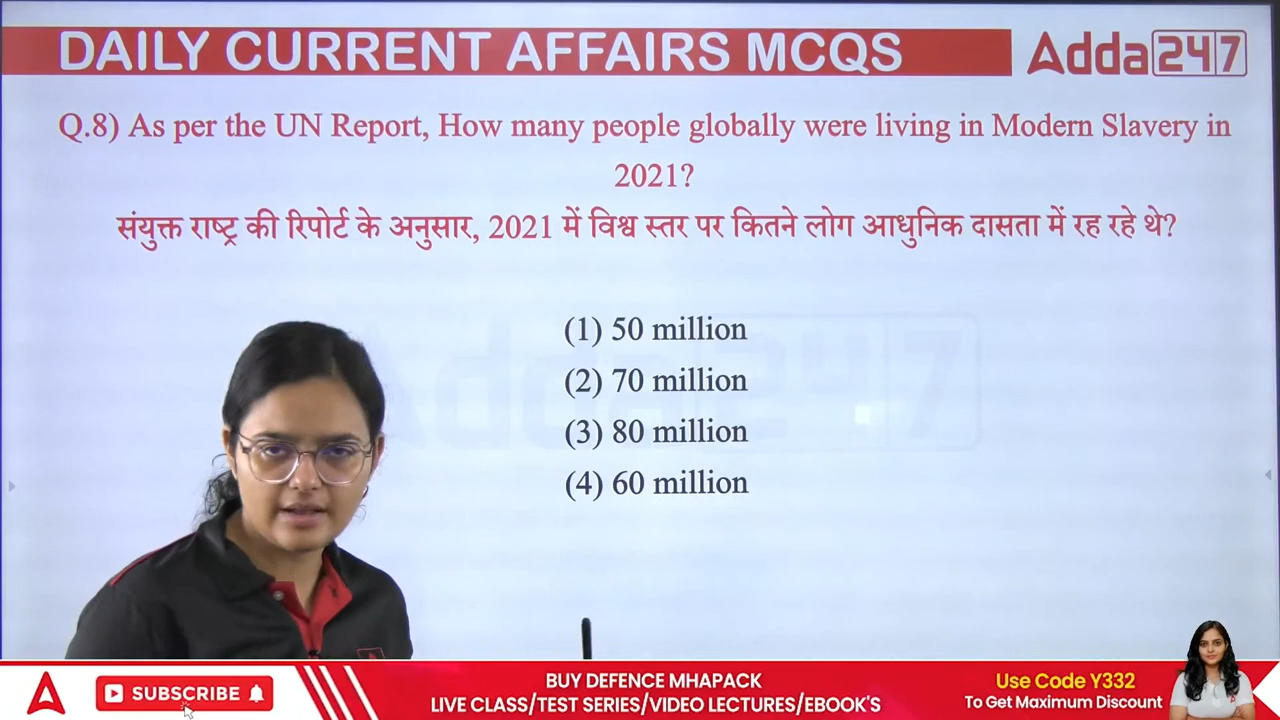 DAILY CURRENT AFFAIRS MCQS
Adda247
Q.8) As per the UN Report, How many people globally were living in Modern Slavery in
2021?
संयुक्त राष्ट्र की रिपोर्ट के अनुसार, 2021 में विश्व स्तर पर कितने लोग आधुनिक दासता में रह रहे थे?
Adda247
(1) 50 million
(2) 70 million
(3) 80 million
(4) 60 million
SUBSCRIBE
BUY DEFENCE MHAPACK
LIVE CLASS/TEST SERIES/VIDEO LECTURES/EBOOK'S
Use Code Y332
To Get Maximum Discount